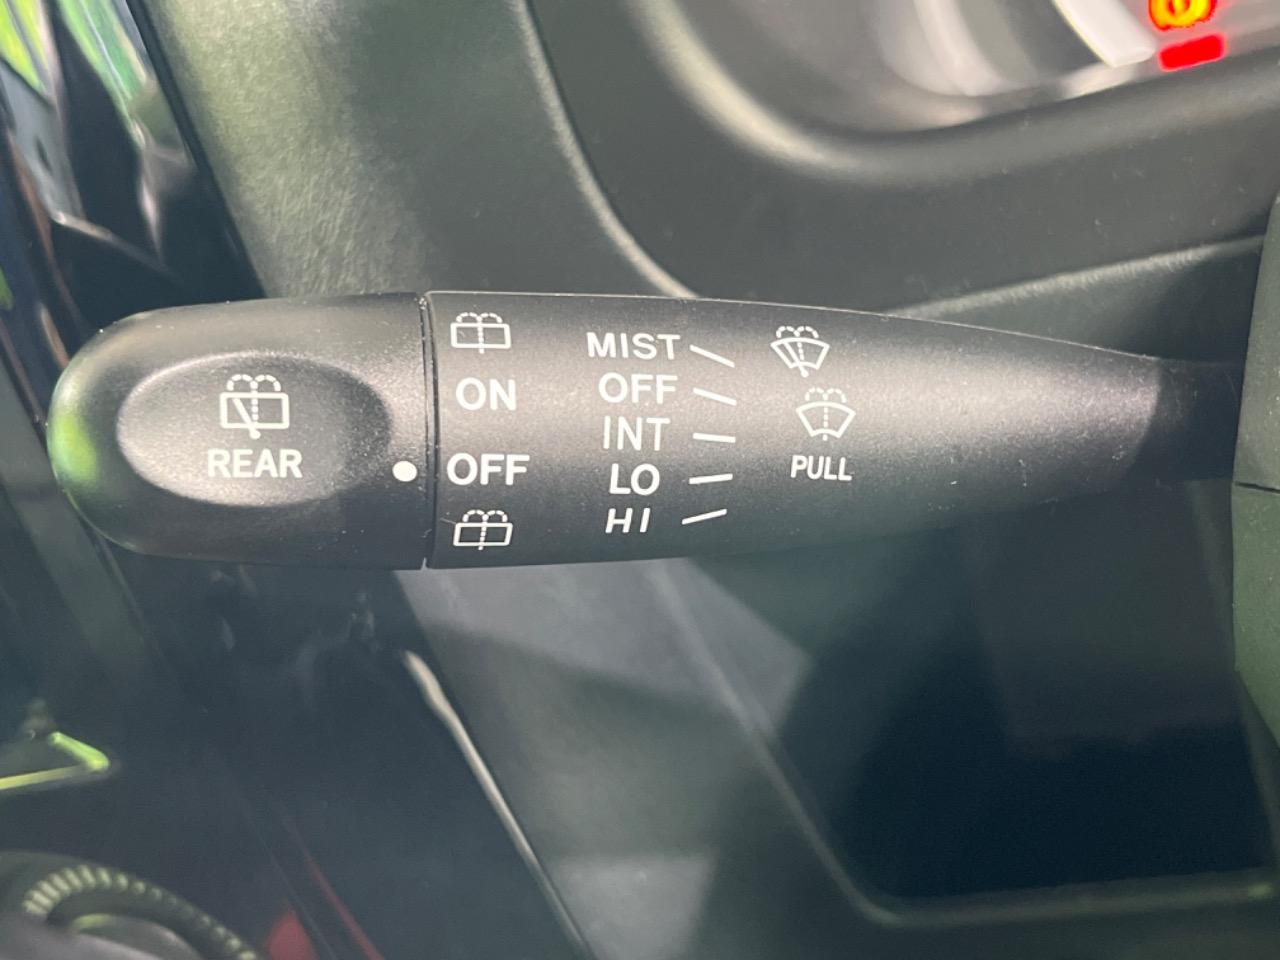 REAR
ON
OFF
MIST
OFF
INT
LO
HI
PULL